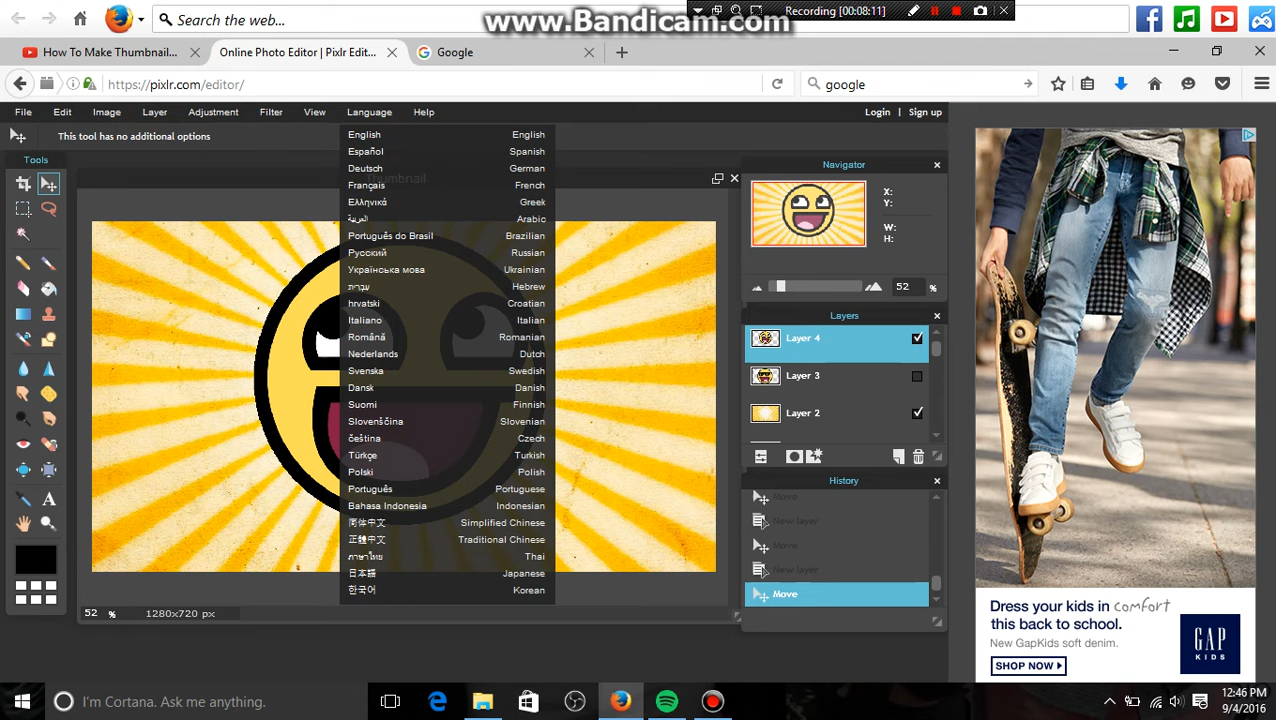 www.Bandicam.com
Recording [00:08:11]
Search the web...
How To Make Thumbnail...
Online Photo Editor | Pixlr Edit...
Google
https://pixlr.com/editor/
google
File Edit Image Layer Adjustment Filter View Language Help
Login | Sign up
This tool has no additional options
Tools
Thumbnail
English English
Español Spanish
Deutsch German
Français French
Ελληνικά Greek
العربية Arabic
Português do Brasil Brazilian
Русский Russian
Українська мова Ukrainian
עברית Hebrew
hrvatski Croatian
Italiano Italian
Română Romanian
Nederlands Dutch
Svenska Swedish
Dansk Danish
Suomi Finnish
Slovenščina Slovenian
čeština Czech
Türkçe Turkish
Polski Polish
Português Portuguese
Bahasa Indonesia Indonesian
简体中文 Simplified Chinese
正體中文 Traditional Chinese
ภาษาไทย Thai
日本語 Japanese
한국어 Korean
52 %
1280x720 px
Navigator
X:
Y:
W:
H:
52 %
Layers
Layer 4
Layer 3
Layer 2
History
Move
New layer
Move
New layer
Move
Dress your kids in comfort
this back to school.
New GapKids soft denim.
SHOP NOW
GAP
KIDS
I'm Cortana. Ask me anything.
12:46 PM
9/4/2016